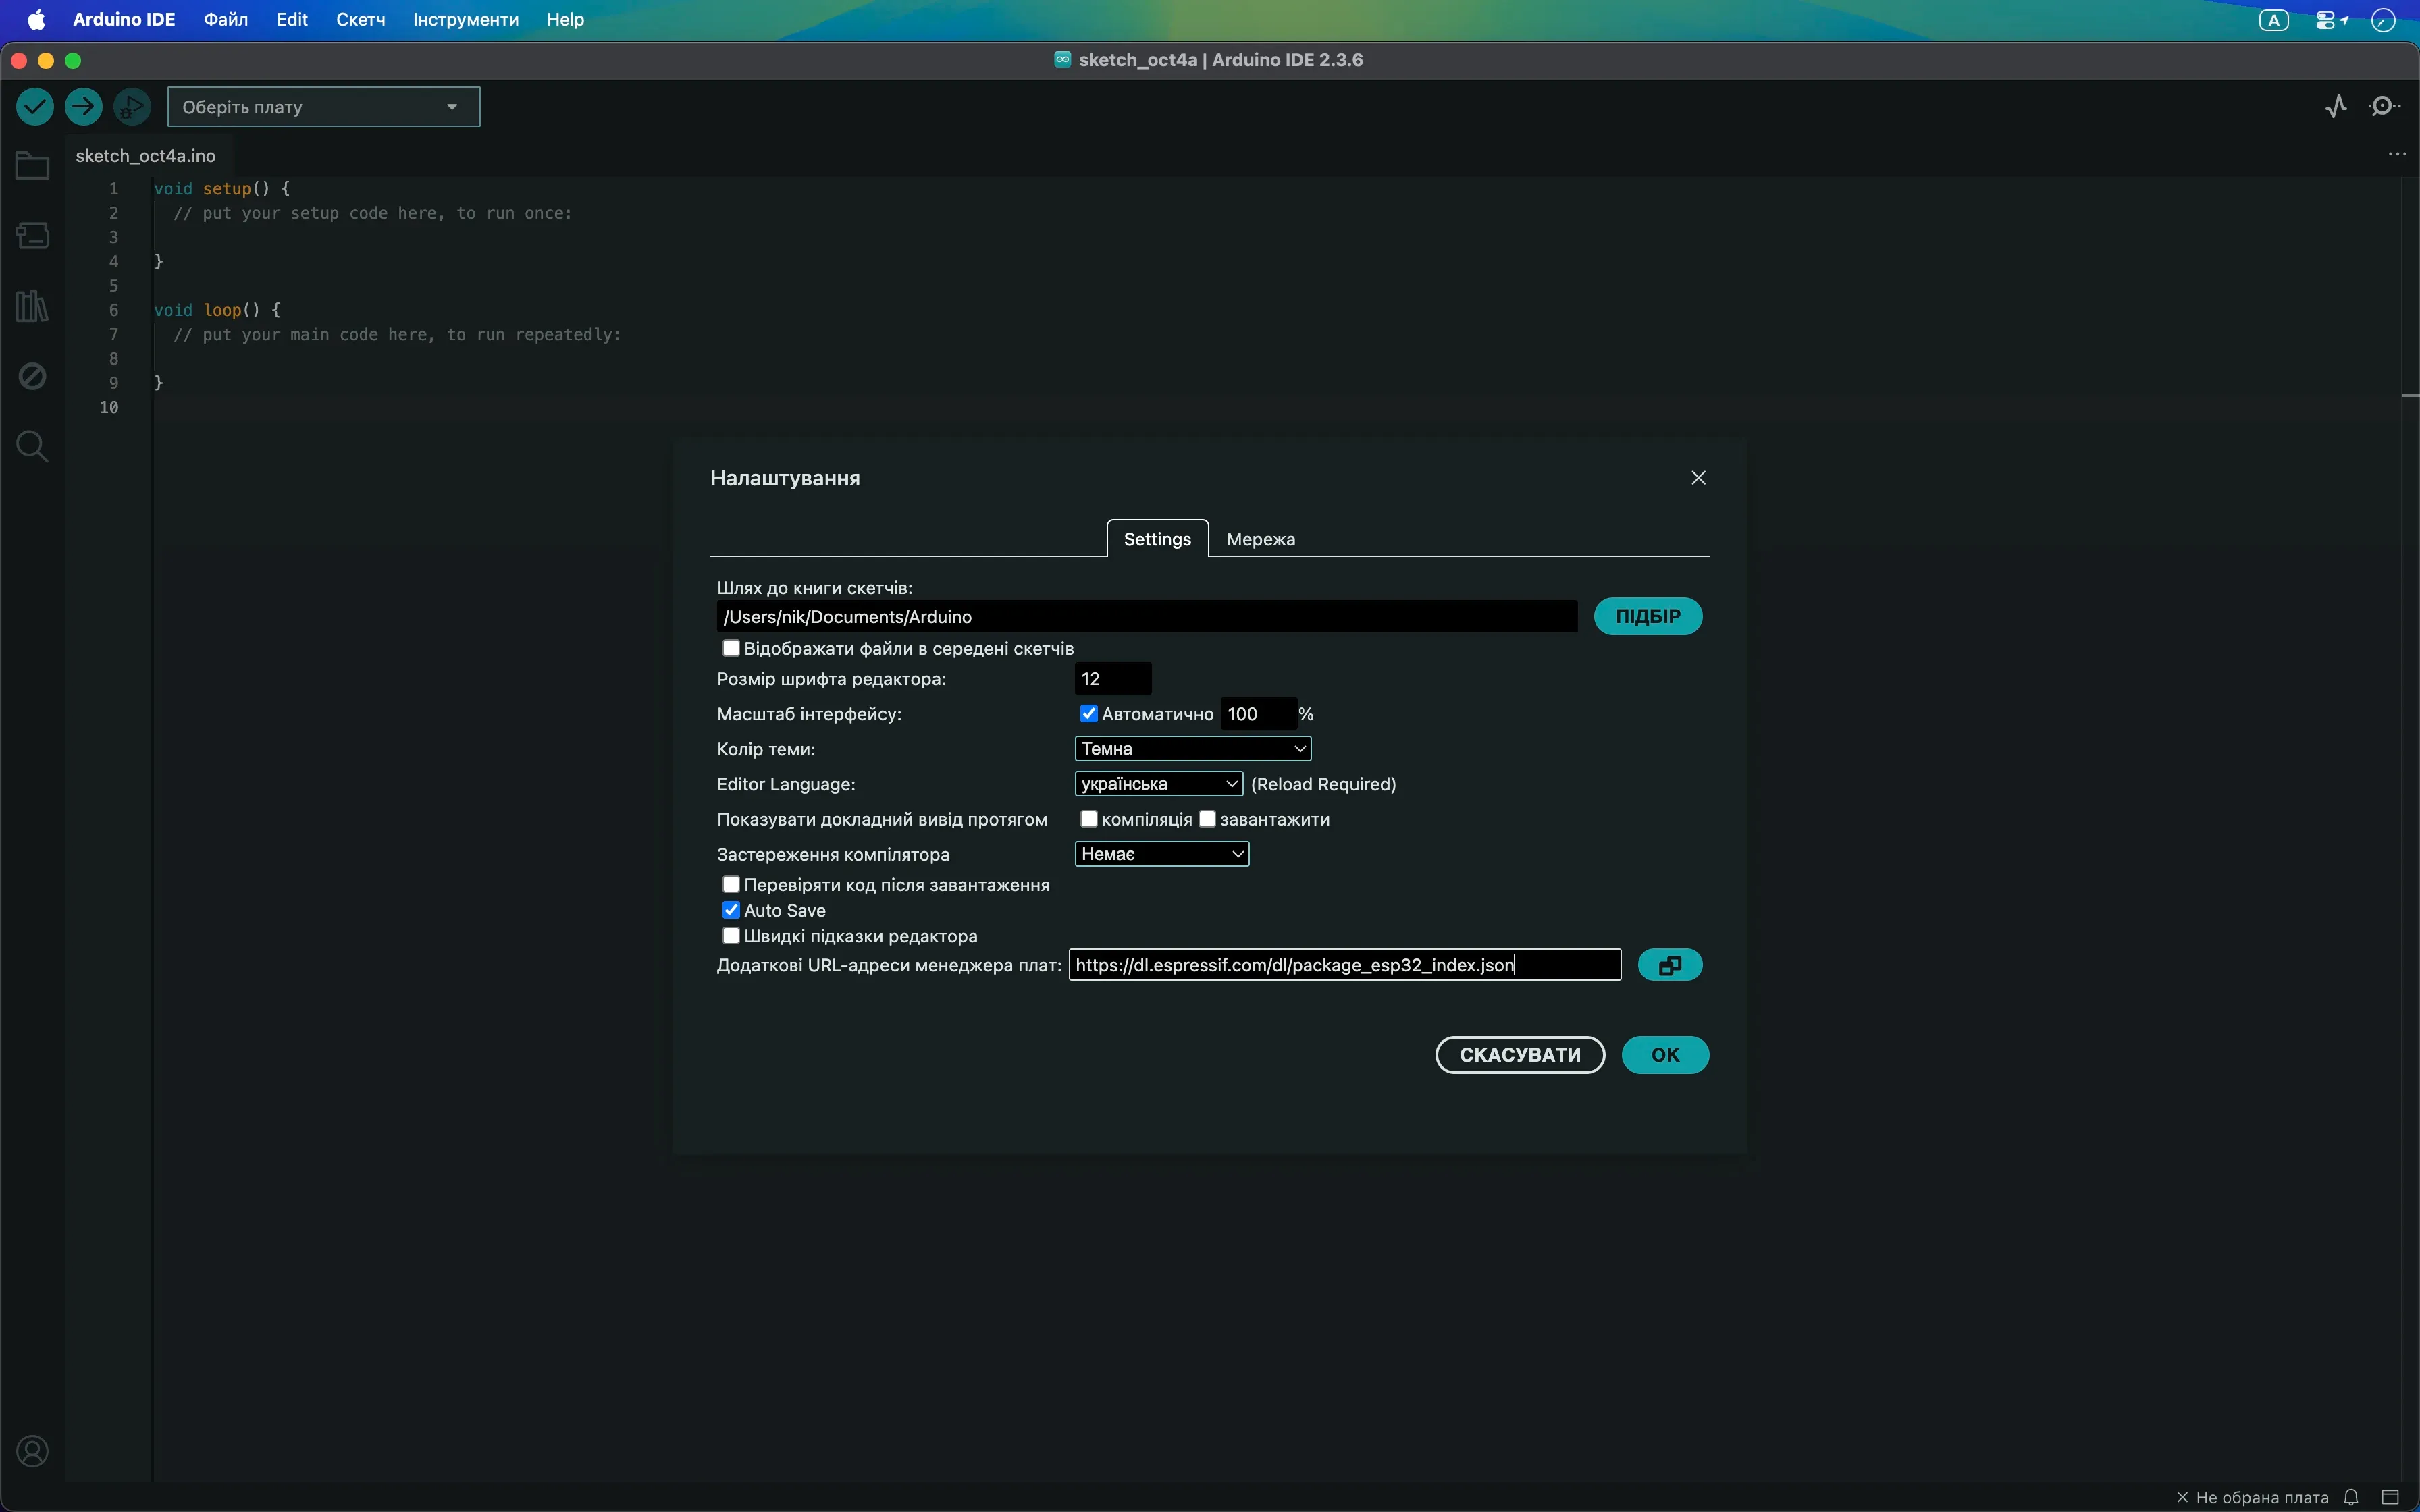 Arduino IDE Файл Edit Скетч Інструменти Help A
sketch_oct4a | Arduino IDE 2.3.6
Оберіть плату
sketch_oct4a.ino
1 void setup() {
2 // put your setup code here, to run once:
3
4 }
5
6 void loop() {
7 // put your main code here, to run repeatedly:
8
9 }
10
Налаштування
Settings Мережа
Шлях до книги скетчів:
/Users/nik/Documents/Arduino ПІДБІР
Відображати файли в середені скетчів
Розмір шрифта редактора: 12
Масштаб інтерфейсу: Автоматично 100 %
Колір теми: Темна
Editor Language: українська (Reload Required)
Показувати докладний вивід протягом компіляція завантажити
Застереження компілятора Немає
Перевіряти код після завантаження
Auto Save
Швидкі підказки редактора
Додаткові URL-адреси менеджера плат: https://dl.espressif.com/dl/package_esp32_index.json
СКАСУВАТИ OK
Не обрана плата